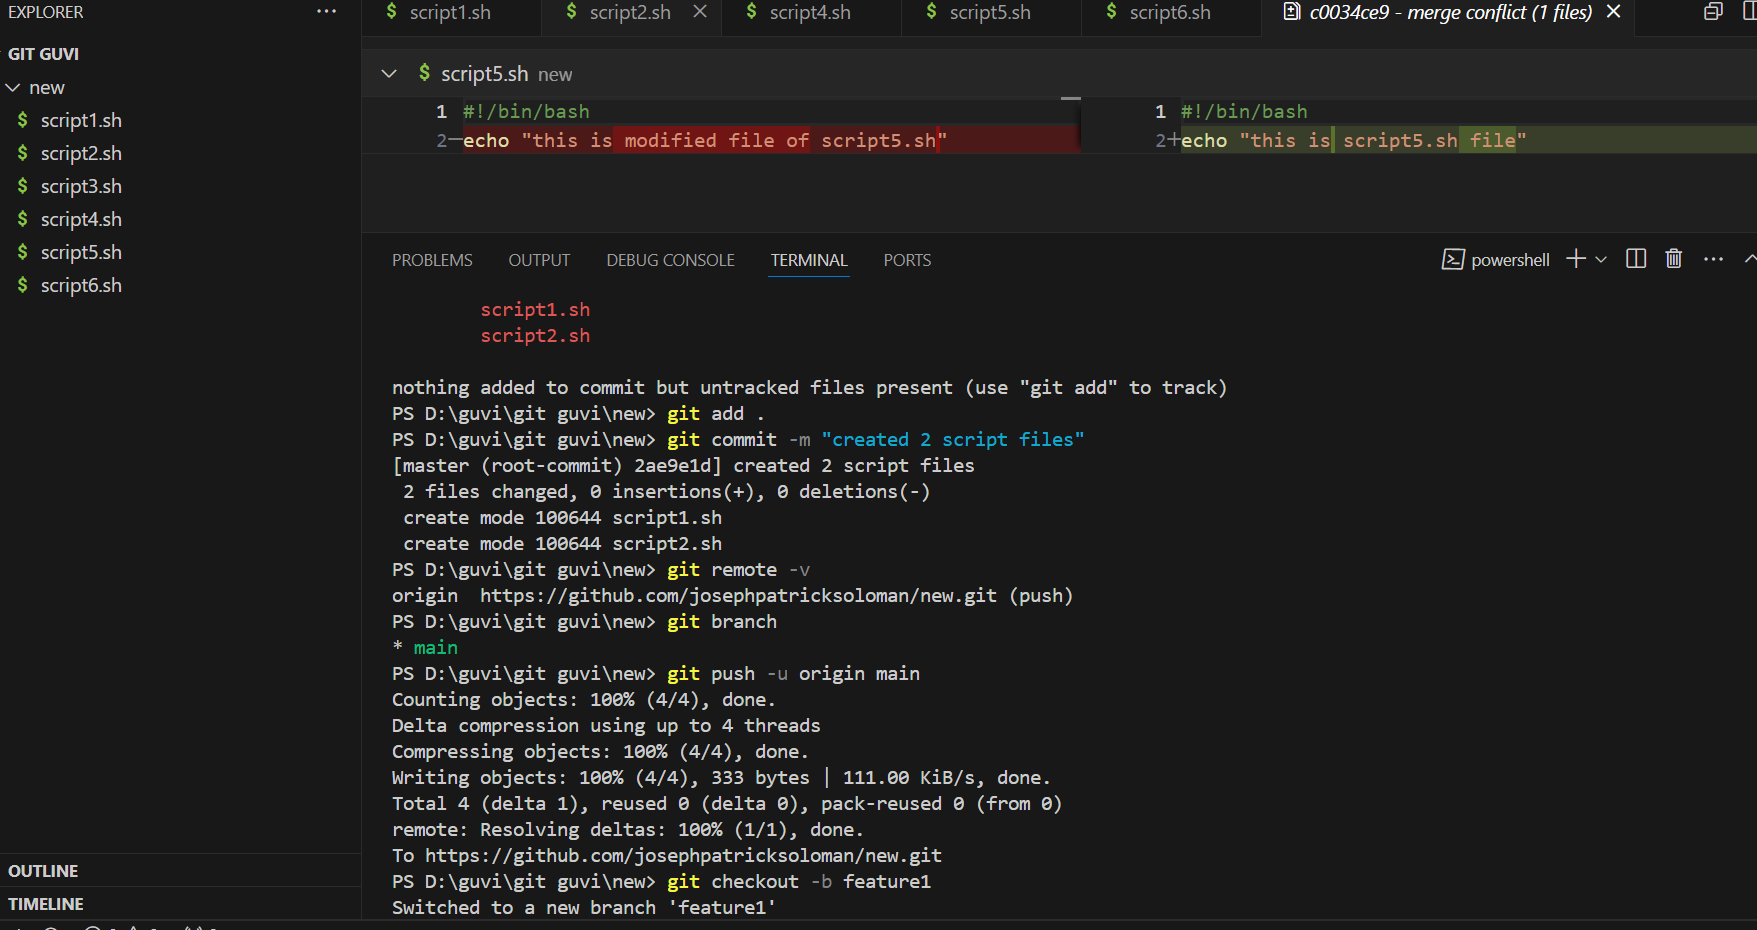 EXPLORER
GIT GUVI
new
$ script1.sh
$ script2.sh
$ script3.sh
$ script4.sh
$ script5.sh
$ script6.sh
OUTLINE
TIMELINE
$ script1.sh $ script2.sh $ script4.sh $ script5.sh $ script6.sh c0034ce9 - merge conflict (1 files)
$ script5.sh new
1 #!/bin/bash
2 echo "this is modified file of script5.sh"
1 #!/bin/bash
2+ echo "this is script5.sh file"
PROBLEMS OUTPUT DEBUG CONSOLE TERMINAL PORTS powershell
script1.sh
script2.sh
nothing added to commit but untracked files present (use "git add" to track)
PS D:\guvi\git guvi\new> git add .
PS D:\guvi\git guvi\new> git commit -m "created 2 script files"
[master (root-commit) 2ae9e1d] created 2 script files
2 files changed, 0 insertions(+), 0 deletions(-)
create mode 100644 script1.sh
create mode 100644 script2.sh
PS D:\guvi\git guvi\new> git remote -v
origin https://github.com/josephpatricksoloman/new.git (push)
PS D:\guvi\git guvi\new> git branch
* main
PS D:\guvi\git guvi\new> git push -u origin main
Counting objects: 100% (4/4), done.
Delta compression using up to 4 threads
Compressing objects: 100% (4/4), done.
Writing objects: 100% (4/4), 333 bytes | 111.00 KiB/s, done.
Total 4 (delta 1), reused 0 (delta 0), pack-reused 0 (from 0)
remote: Resolving deltas: 100% (1/1), done.
To https://github.com/josephpatricksoloman/new.git
PS D:\guvi\git guvi\new> git checkout -b feature1
Switched to a new branch 'feature1'